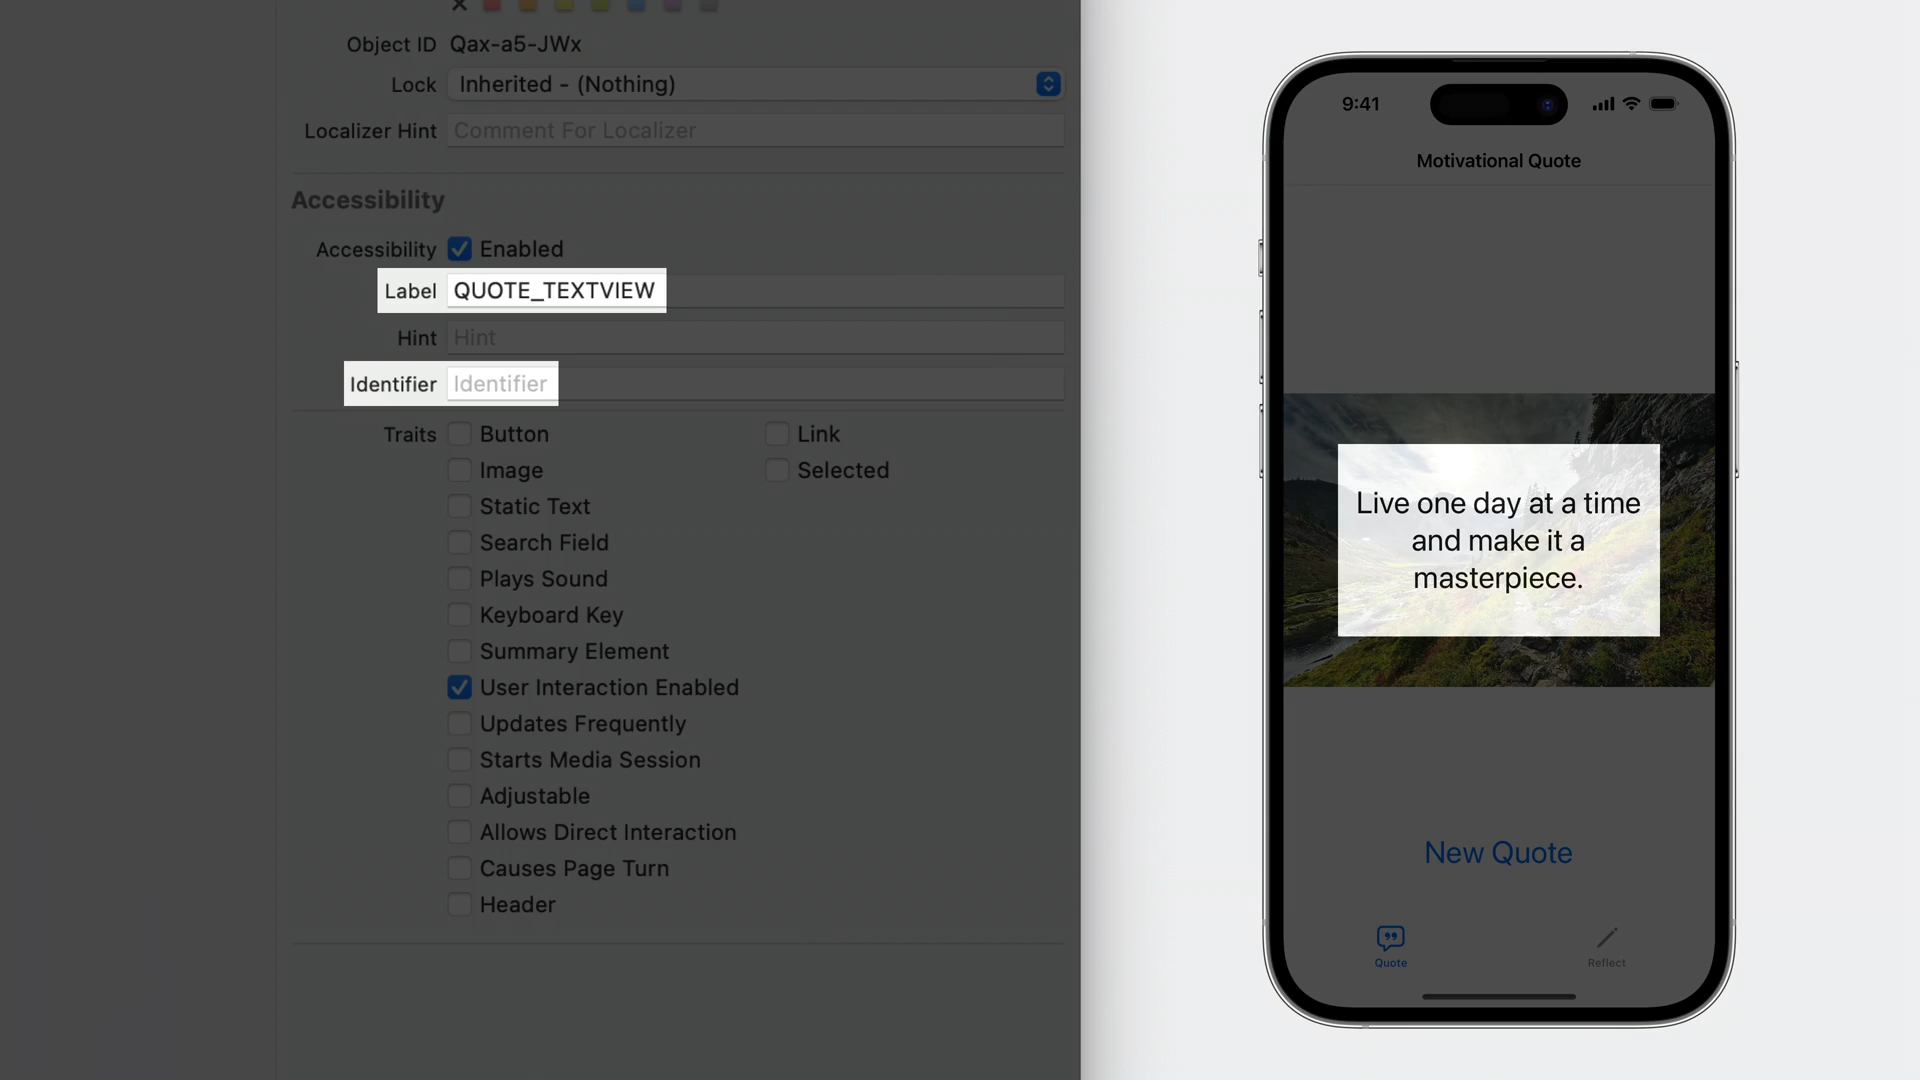 Object ID Qax-a5-JWx
Lock Inherited - (Nothing)
Localizer Hint Comment For Localizer
Accessibility
Accessibility Enabled
Label QUOTE_TEXTVIEW
Hint Hint
Identifier Identifier
Traits Button Link
Image Selected
Static Text
Search Field
Plays Sound
Keyboard Key
Summary Element
User Interaction Enabled
Updates Frequently
Starts Media Session
Adjustable
Allows Direct Interaction
Causes Page Turn
Header
9:41
Motivational Quote
Live one day at a time
and make it a
masterpiece.
New Quote
Quote Reflect